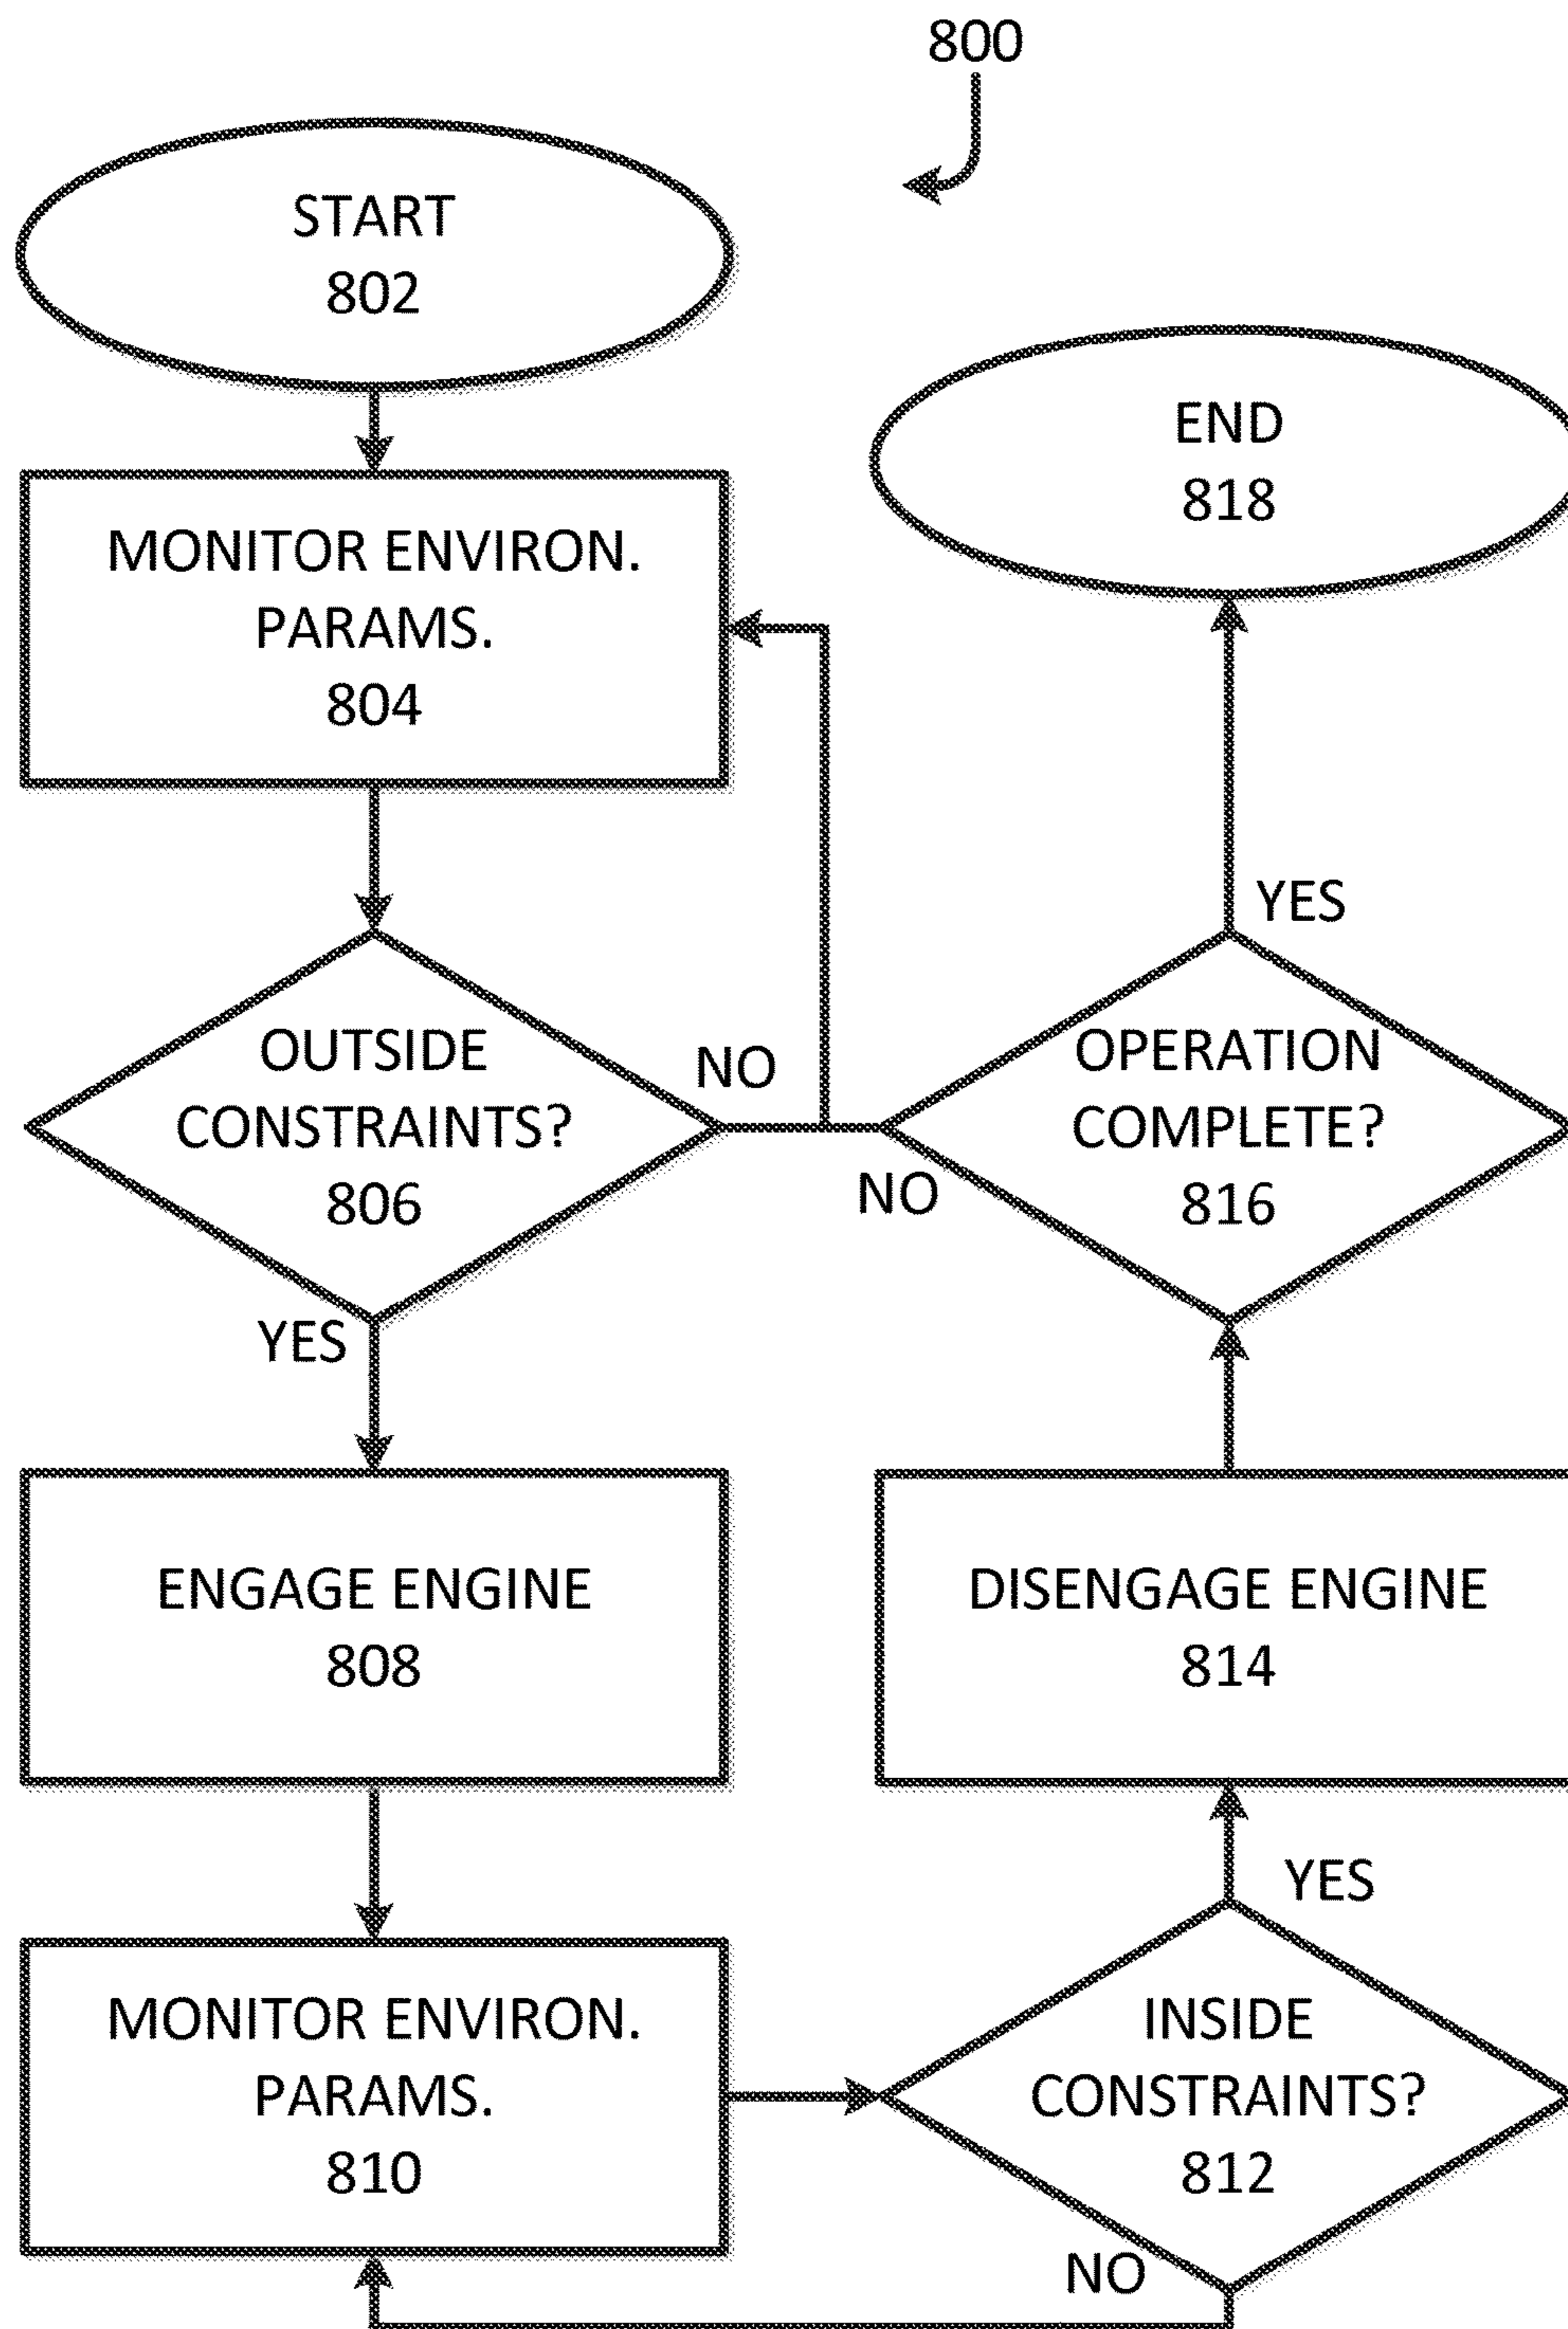 800
START
802
MONITOR ENVIRON.
PARAMS.
804
OUTSIDE
CONSTRAINTS?
806
NO
YES
ENGAGE ENGINE
808
MONITOR ENVIRON.
PARAMS.
810
INSIDE
CONSTRAINTS?
812
NO
YES
DISENGAGE ENGINE
814
OPERATION
COMPLETE?
816
NO
YES
END
818